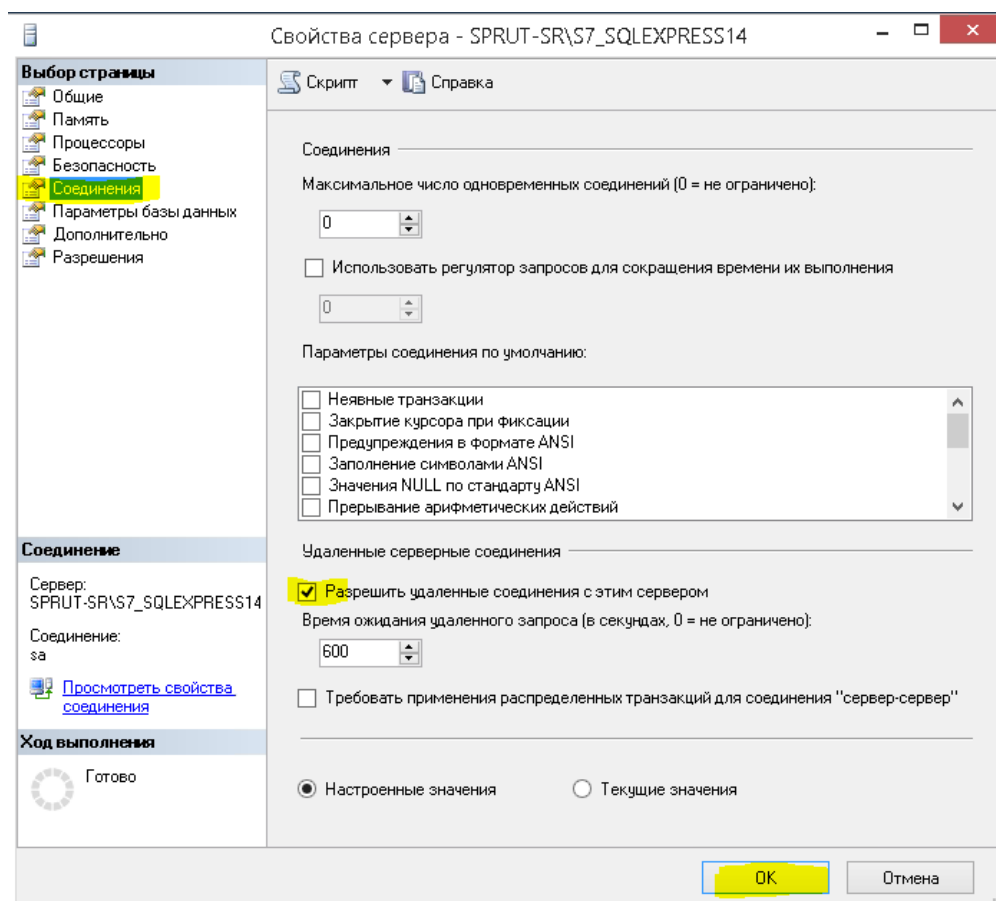 Свойства сервера - SPRUT-SR\S7_SQLEXPRESS14
Выбор страницы
Общие
Память
Процессоры
Безопасность
Соединения
Параметры базы данных
Дополнительно
Разрешения
Соединение
Сервер:
SPRUT-SR\S7_SQLEXPRESS14
Соединение:
sa
Просмотреть свойства
соединения
Ход выполнения
Готово
Скрипт
Справка
Соединения
Максимальное число одновременных соединений (0 = не ограничено):
0
Использовать регулятор запросов для сокращения времени их выполнения
0
Параметры соединения по умолчанию:
Неявные транзакции
Закрытие курсора при фиксации
Предупреждения в формате ANSI
Заполнение символами ANSI
Значения NULL по стандарту ANSI
Прерывание арифметических действий
Удаленные серверные соединения
Разрешить удаленные соединения с этим сервером
Время ожидания удаленного запроса (в секундах, 0 = не ограничено):
600
Требовать применения распределенных транзакций для соединения "сервер-сервер"
Настроенные значения
Текущие значения
OK
Отмена